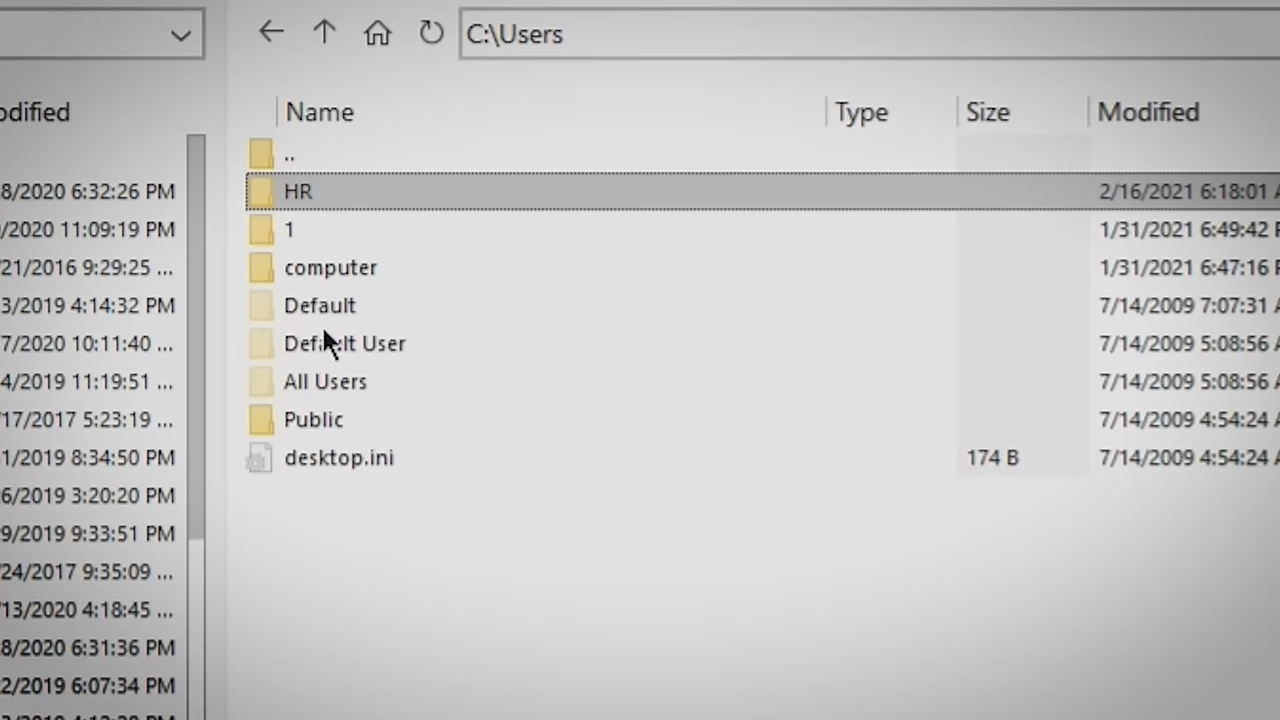 C:\Users
odified
Name Type Size Modified
..
8/2020 6:32:26 PM
HR 2/16/2021 6:18:01
/2020 11:09:19 PM
1 1/31/2021 6:49:42
21/2016 9:29:25 ...
computer 1/31/2021 6:47:16
3/2019 4:14:32 PM
Default 7/14/2009 7:07:31
7/2020 10:11:40 ...
Default User 7/14/2009 5:08:56
4/2019 11:19:51 ...
All Users 7/14/2009 5:08:56
/17/2017 5:23:19 ...
Public 7/14/2009 4:54:24
1/2019 8:34:50 PM
desktop.ini 174 B 7/14/2009 4:54:24
6/2019 3:20:20 PM
9/2019 9:33:51 PM
/24/2017 9:35:09 ...
/13/2020 4:18:45 ...
8/2020 6:31:36 PM
2/2019 6:07:34 PM